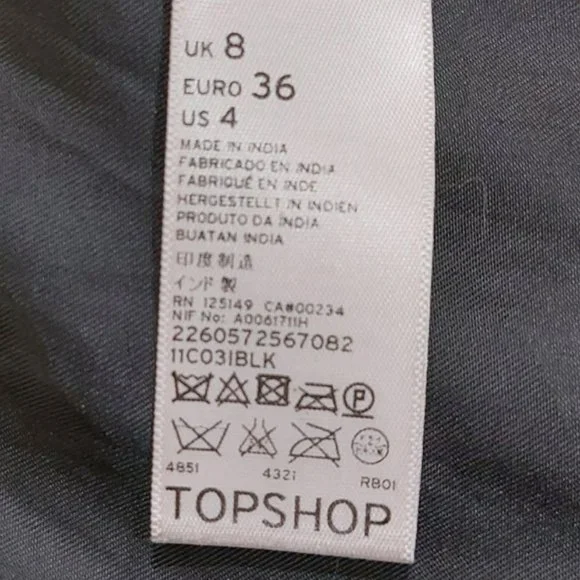 UK 8
EURO 36
US 4
MADE IN INDIA
FABRICADO EN INDIA
FABRIQUÉ EN INDE
HERGESTELLT IN INDIEN
PRODUTO DA INDIA
BUATAN INDIA
印度制造
インド 製
RN 125149 CA#00234
NIF No: A0061711H
2260572567082
11C03IBLK
P
4851 4321 RB01
TOPSHOP